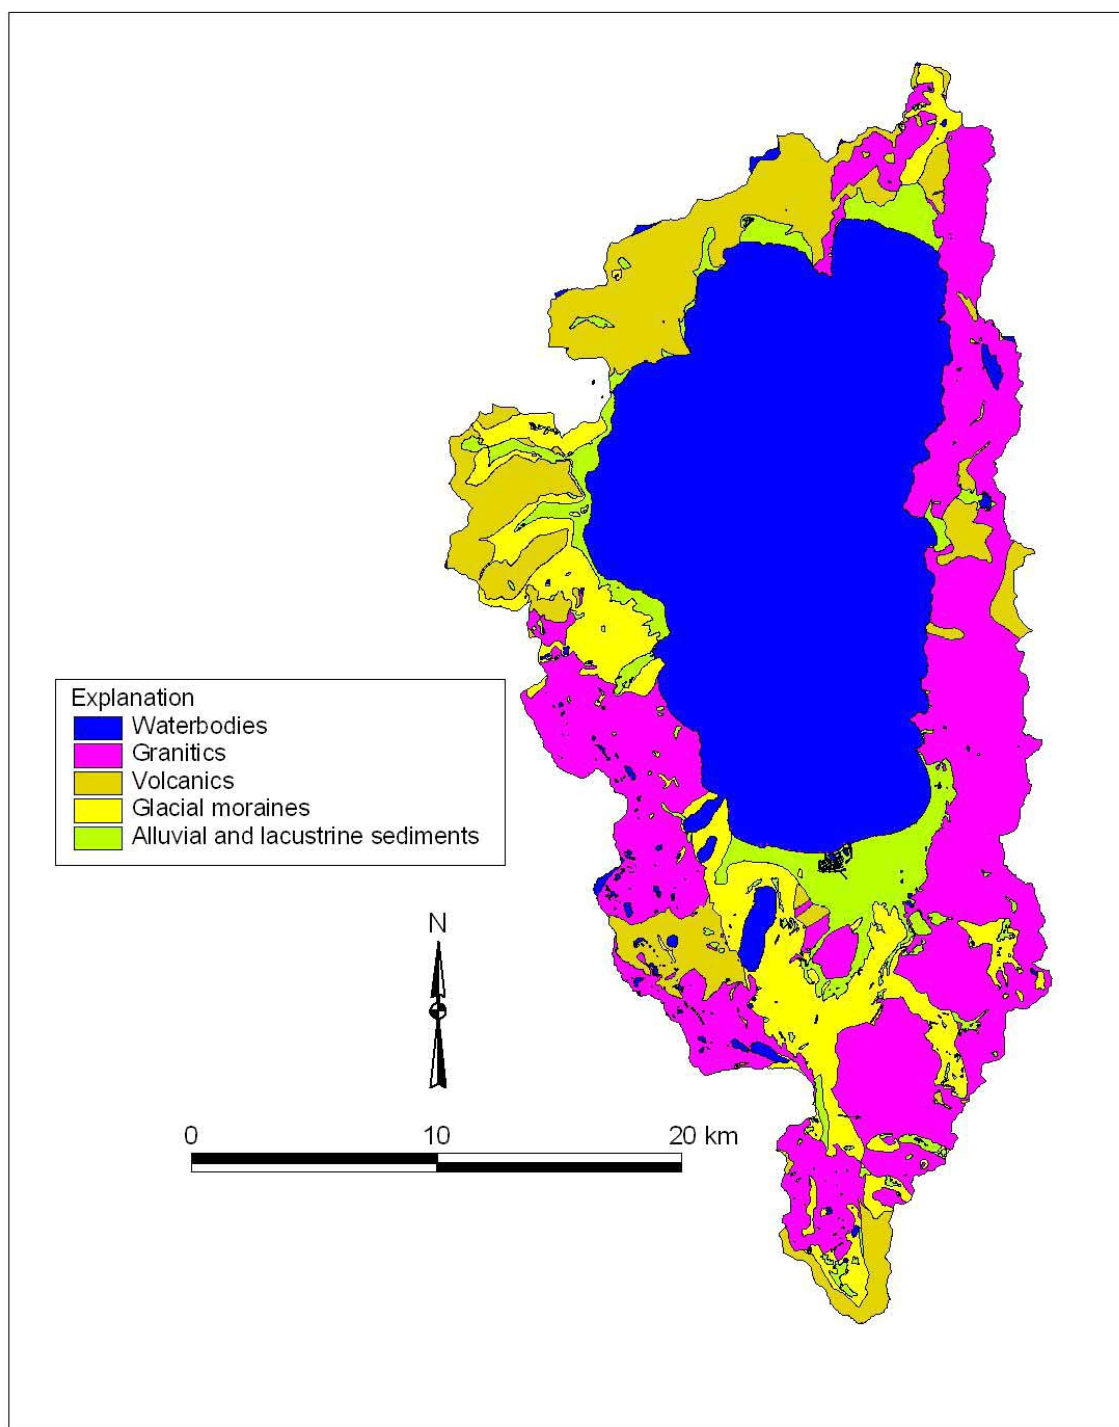 Explanation
Waterbodies
Granitics
Volcanics
Glacial moraines
Alluvial and lacustrine sediments
N
0 10 20 km